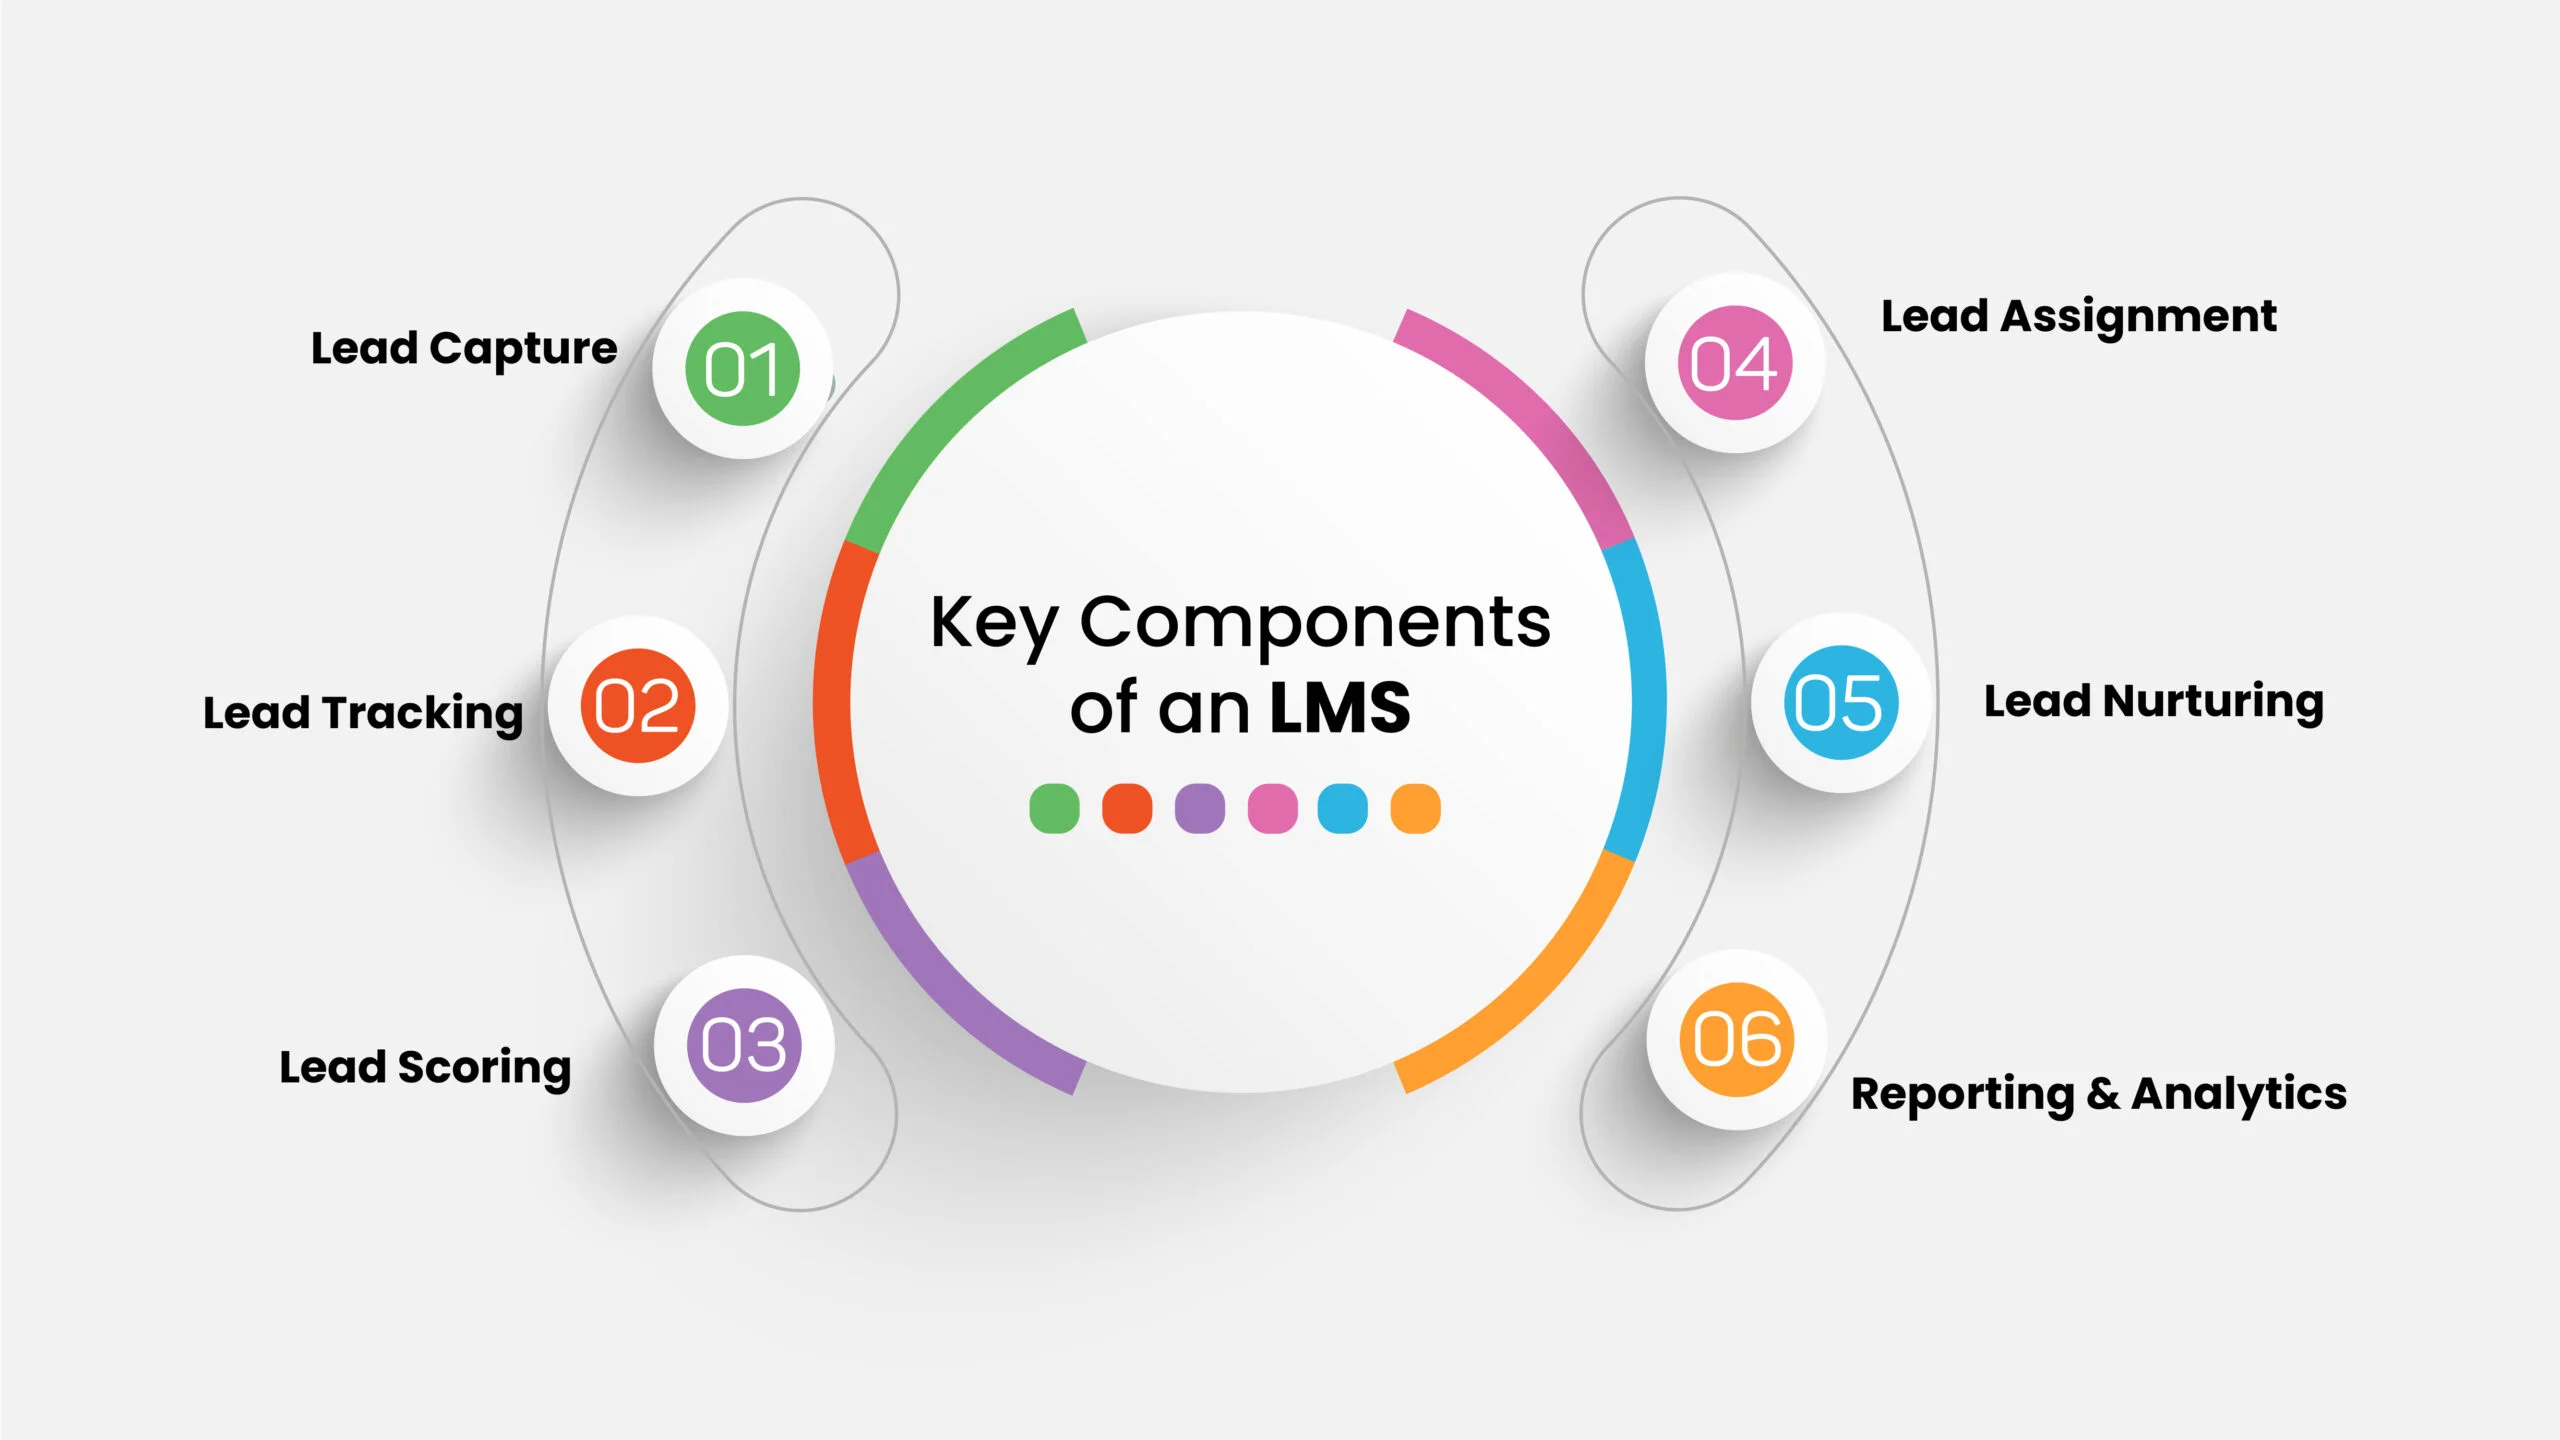 Key Components
of an LMS
01
Lead Capture
02
Lead Tracking
03
Lead Scoring
04
Lead Assignment
05
Lead Nurturing
06
Reporting & Analytics